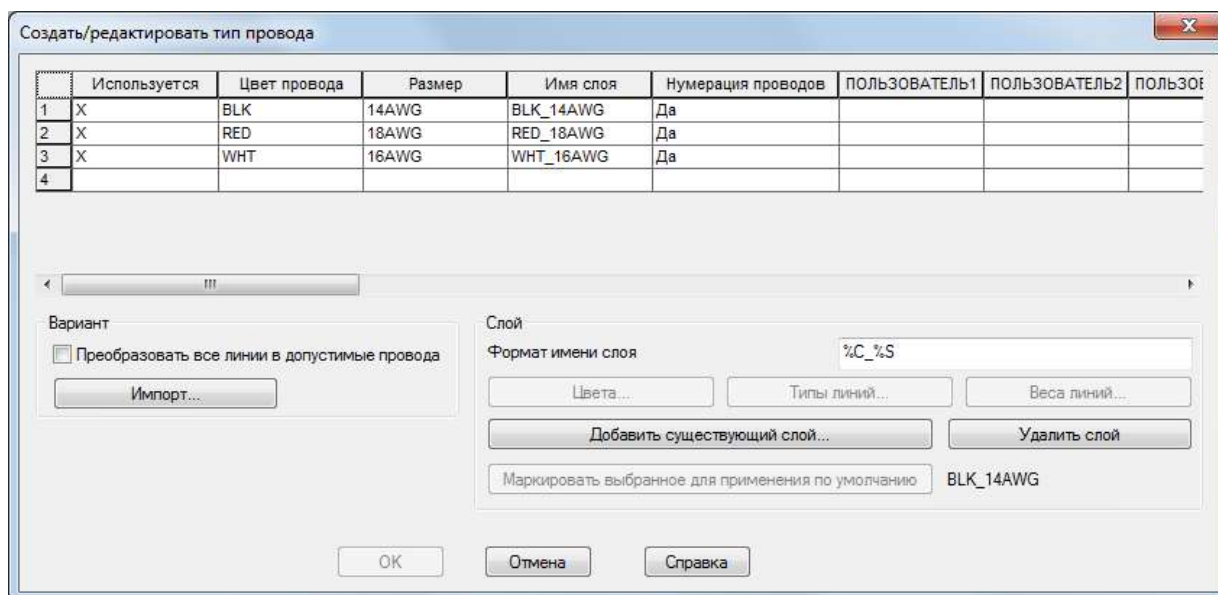 Создать/редактировать тип провода
Используется Цвет провода Размер Имя слоя Нумерация проводов ПОЛЬЗОВАТЕЛЬ1 ПОЛЬЗОВАТЕЛЬ2 ПОЛЬЗОВ
1 X BLK 14AWG BLK_14AWG Да
2 X RED 18AWG RED_18AWG Да
3 X WHT 16AWG WHT_16AWG Да
4
Вариант
Преобразовать все линии в допустимые провода
Импорт...
Слой
Формат имени слоя %C_%S
Цвета... Типы линий... Веса линий...
Добавить существующий слой... Удалить слой
Маркировать выбранное для применения по умолчанию BLK_14AWG
OK Отмена Справка